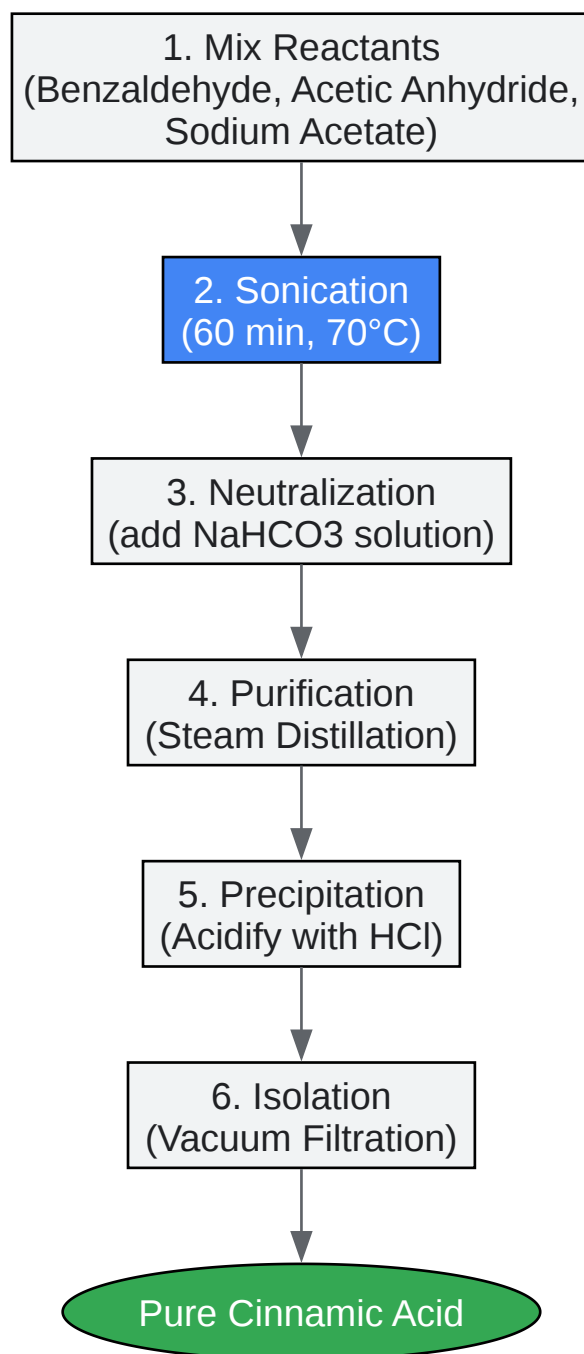 1. Mix Reactants
(Benzaldehyde, Acetic Anhydride,
Sodium Acetate)
2. Sonication
(60 min, 70°C)
3. Neutralization
(add NaHCO3 solution)
4. Purification
(Steam Distillation)
5. Precipitation
(Acidify with HCl)
6. Isolation
(Vacuum Filtration)
Pure Cinnamic Acid